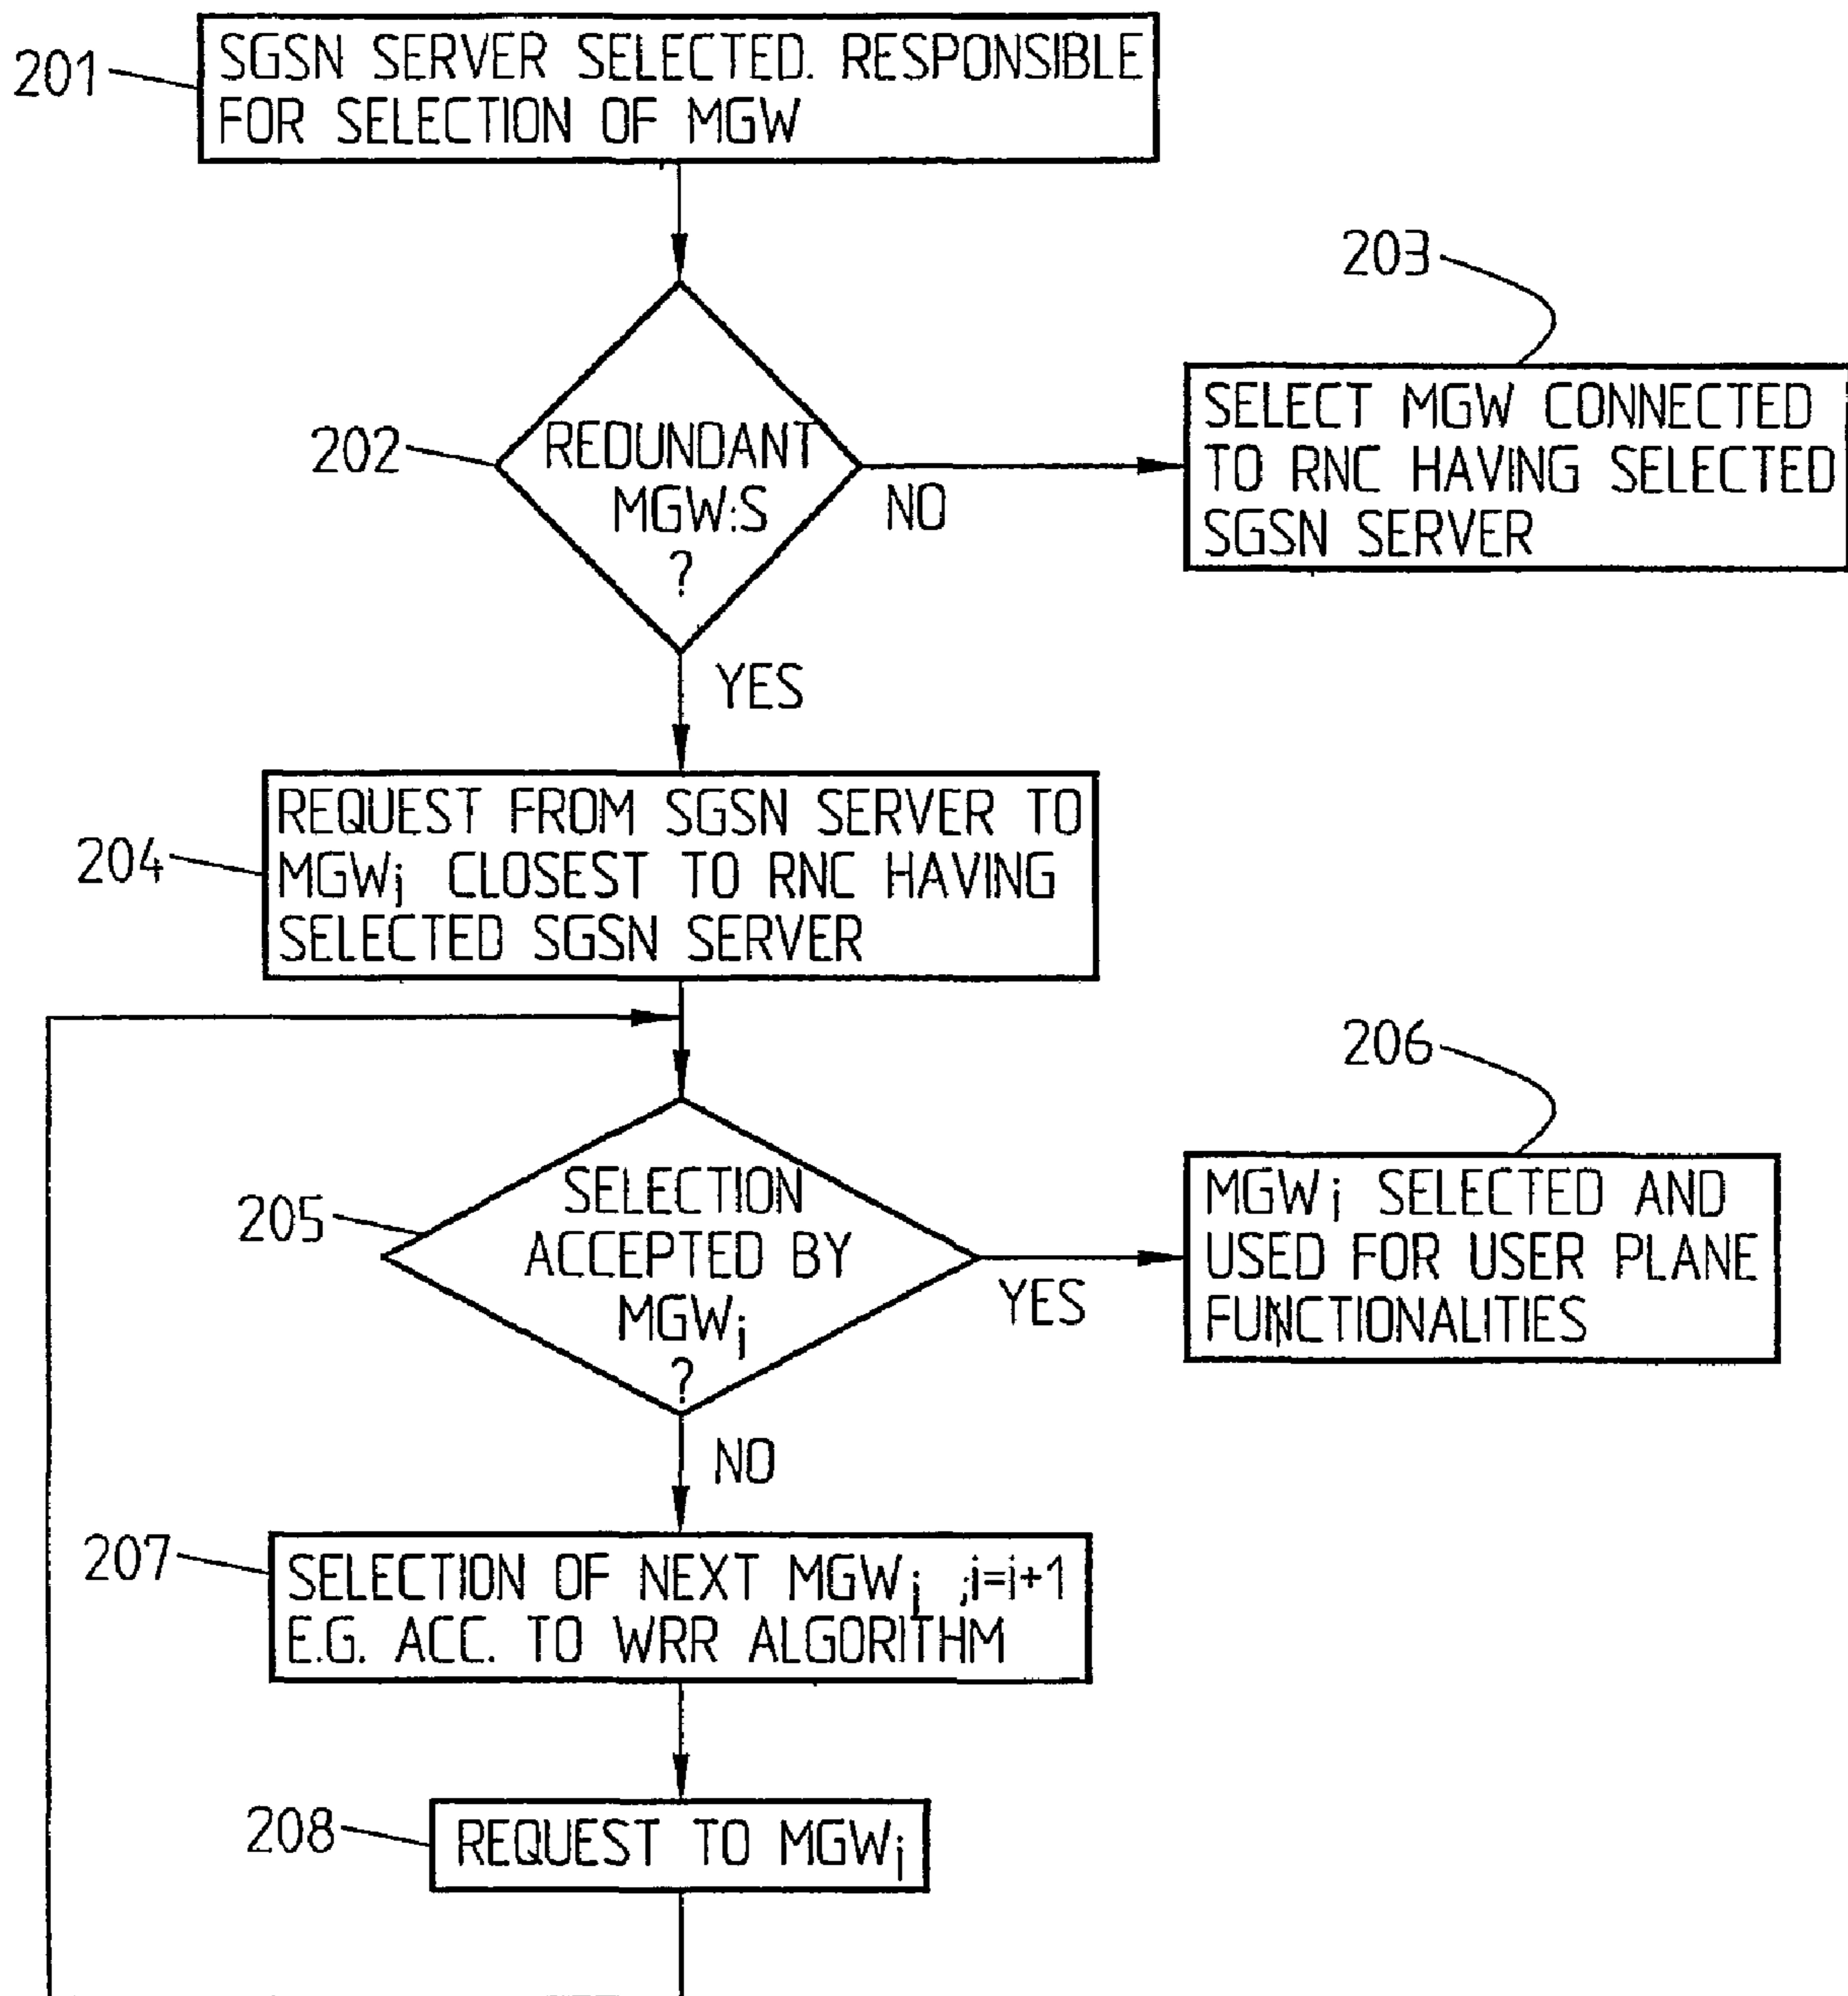 201
SGSN SERVER SELECTED. RESPONSIBLE
FOR SELECTION OF MGW
202
REDUNDANT
MGW:S
?
NO
203
SELECT MGW CONNECTED
TO RNC HAVING SELECTED
SGSN SERVER
YES
204
REQUEST FROM SGSN SERVER TO
MGWi CLOSEST TO RNC HAVING
SELECTED SGSN SERVER
205
SELECTION
ACCEPTED BY
MGWi
?
YES
206
MGWi SELECTED AND
USED FOR USER PLANE
FUNCTIONALITIES
NO
207
SELECTION OF NEXT MGWi ;i=i+1
E.G. ACC. TO WRR ALGORITHM
208
REQUEST TO MGWi